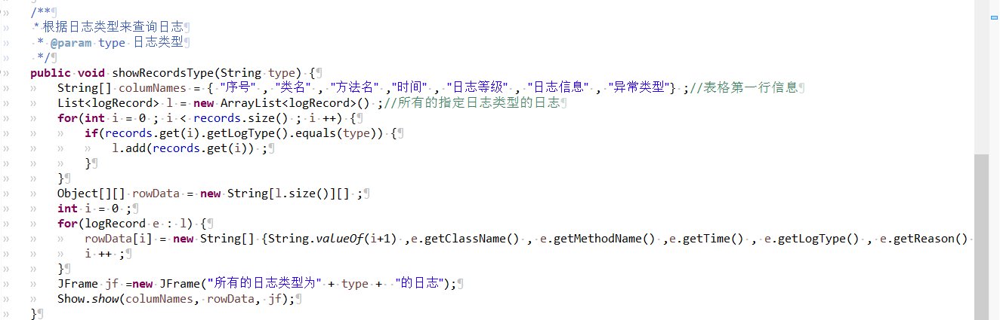 /**
* 根据日志类型来查询日志
* @param type 日志类型
*/
public void showRecordsType(String type) {
String[] columNames = { "序号" , "类名" , "方法名" ,"时间" , "日志等级" , "日志信息" , "异常类型"} ;//表格第一行信息
List<logRecord> l = new ArrayList<logRecord>() ;//所有的指定日志类型的日志
for(int i = 0 ; i < records.size() ; i ++) {
if(records.get(i).getLogType().equals(type)) {
l.add(records.get(i)) ;
}
}
Object[][] rowData = new String[l.size()][] ;
int i = 0 ;
for(logRecord e : l) {
rowData[i] = new String[] {String.valueOf(i+1) ,e.getClassName() , e.getMethodName() ,e.getTime() , e.getLogType() , e.getReason()
i ++ ;
}
JFrame jf =new JFrame("所有的日志类型为" + type +  "的日志");
Show.show(columNames, rowData, jf);
}